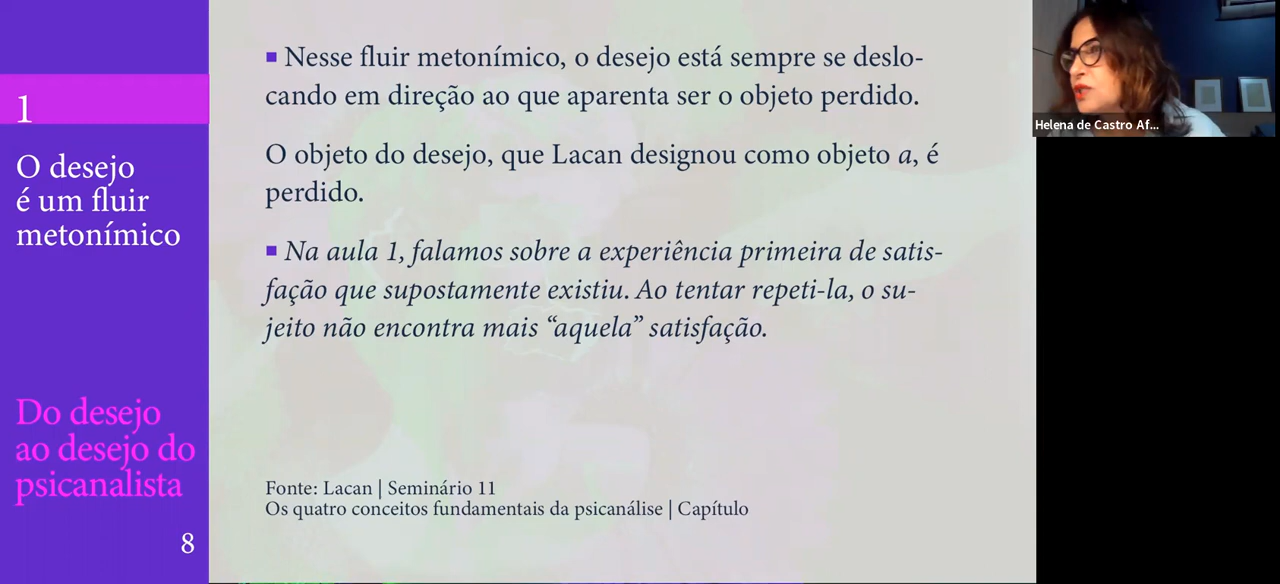 1
O desejo
é um fluir
metonímico
Do desejo
ao desejo do
psicanalista
8
▪ Nesse fluir metonímico, o desejo está sempre se deslo-
cando em direção ao que aparenta ser o objeto perdido.
O objeto do desejo, que Lacan designou como objeto a, é
perdido.
▪ Na aula 1, falamos sobre a experiência primeira de satis-
fação que supostamente existiu. Ao tentar repeti-la, o su-
jeito não encontra mais “aquela” satisfação.
Fonte: Lacan | Seminário 11
Os quatro conceitos fundamentais da psicanálise | Capítulo
Helena de Castro Af...